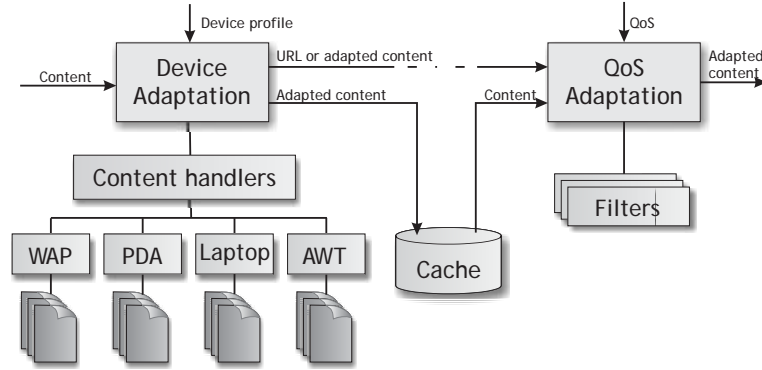 Device profile
QoS
Content
Device
Adaptation
URL or adapted content
Adapted content
Content
QoS
Adaptation
Adapted
content
Content handlers
Filters
WAP
PDA
Laptop
AWT
Cache